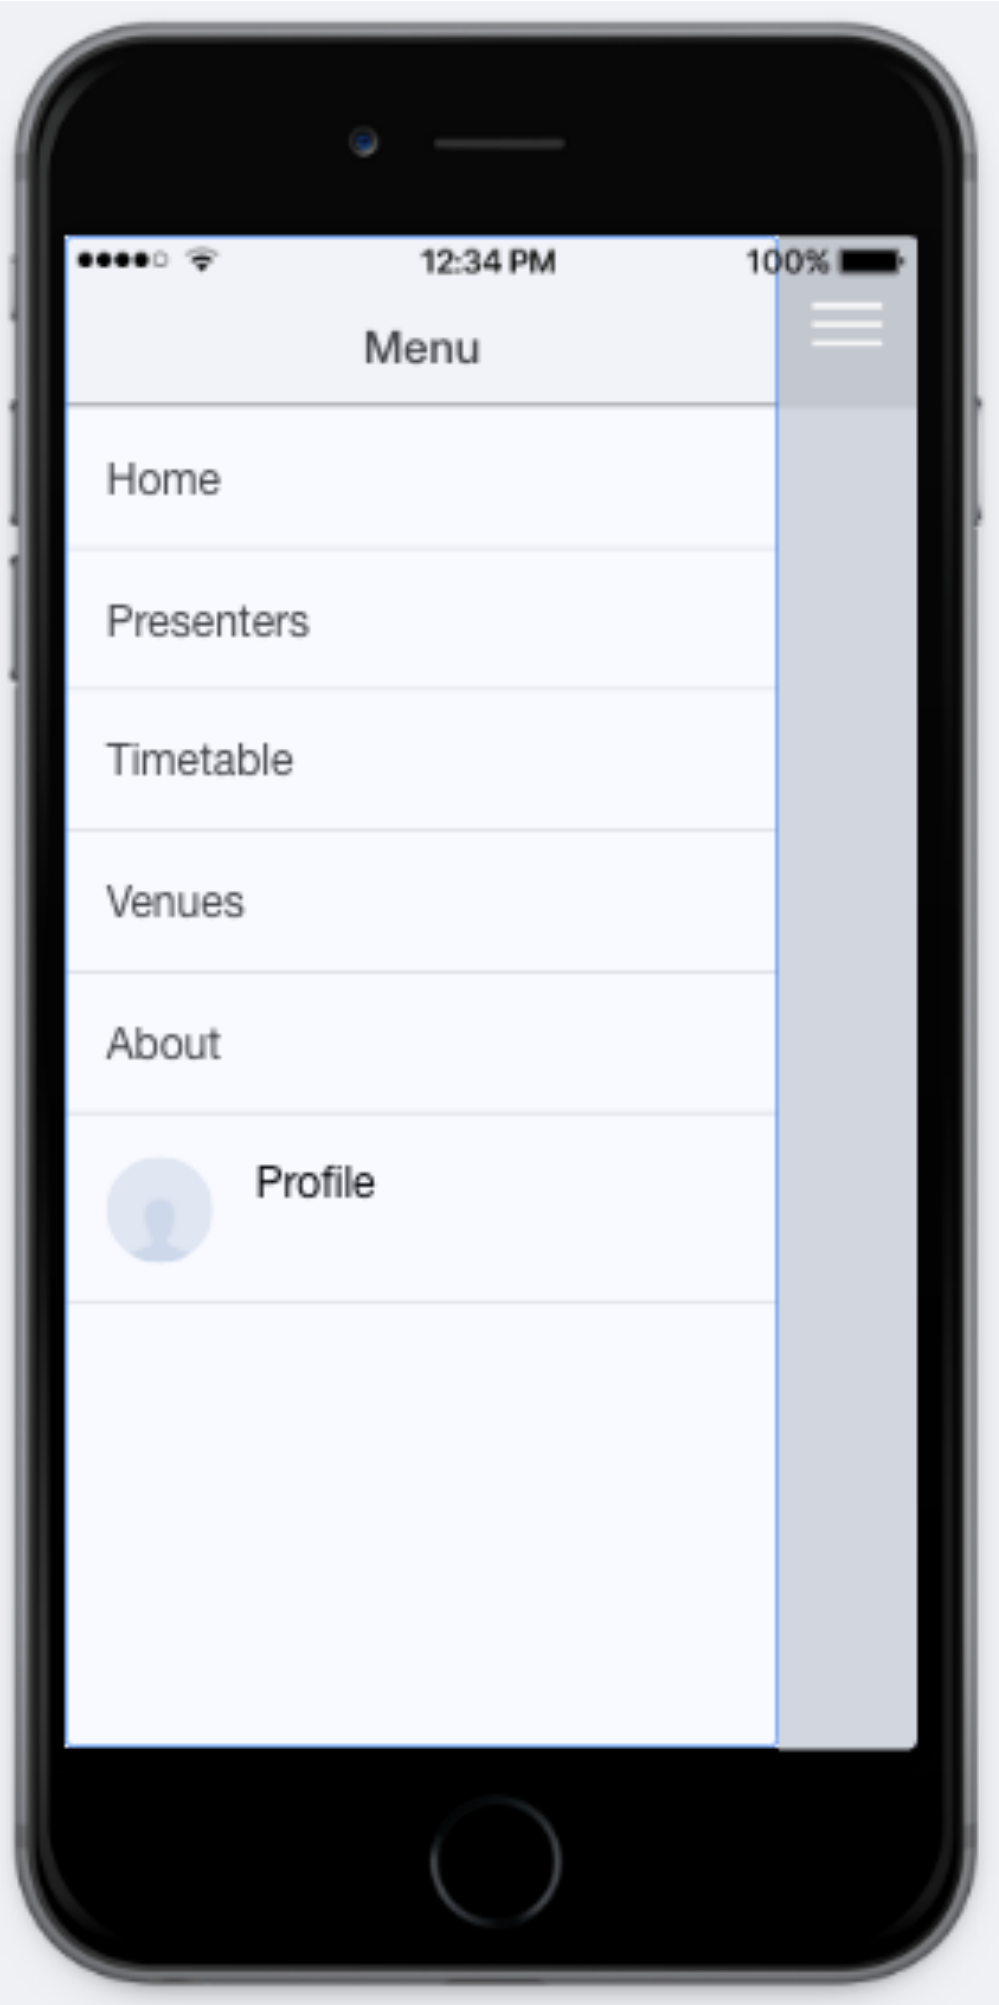 12:34 PM 100%
Menu
Home
Presenters
Timetable
Venues
About
Profile